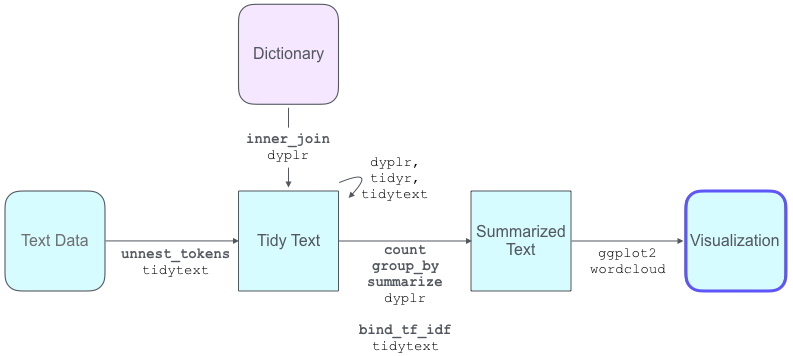 Dictionary
inner_join
dyplr
dyplr,
tidyr,
tidytext
Text Data
unnest_tokens
tidytext
Tidy Text
count
group_by
summarize
dyplr
bind_tf_idf
tidytext
Summarized
Text
ggplot2
wordcloud
Visualization